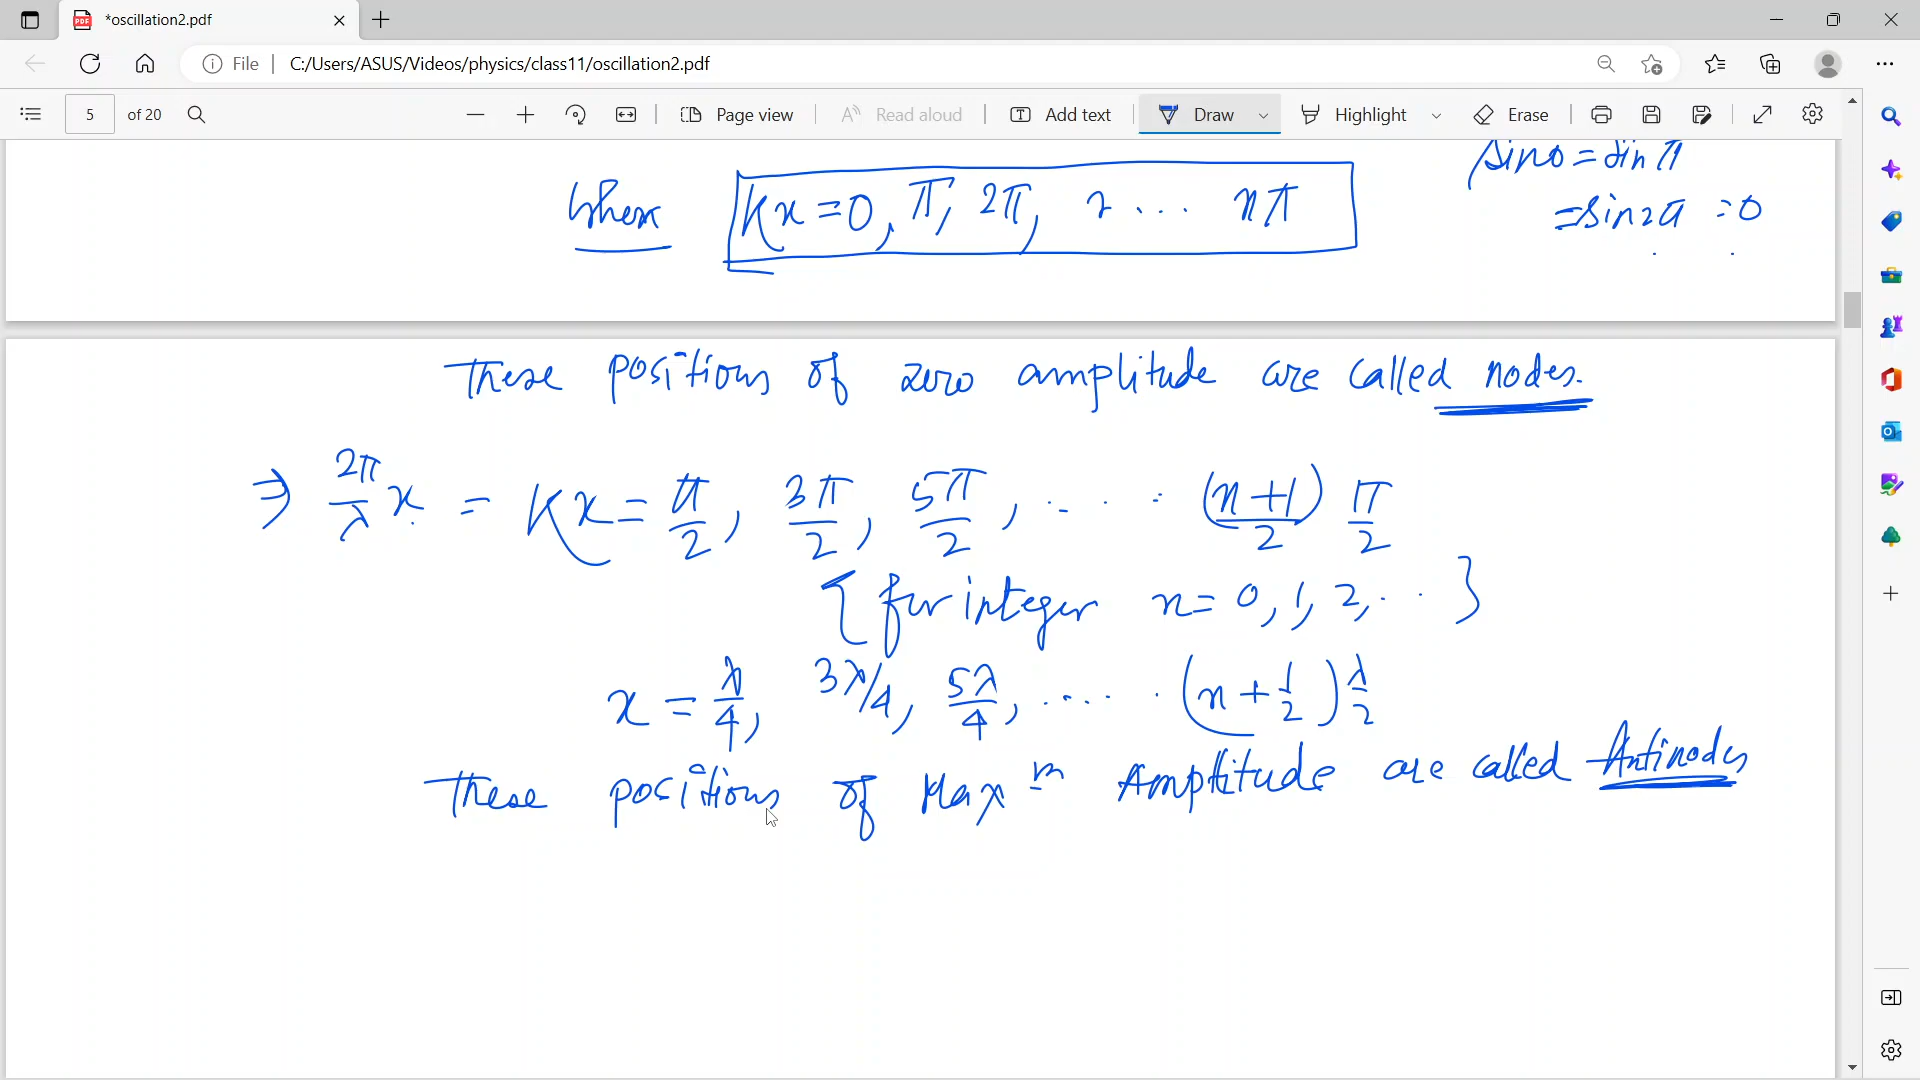 *oscillation2.pdf
File | C:/Users/ASUS/Videos/physics/class11/oscillation2.pdf
5 of 20 Page view Read aloud Add text Draw Highlight Erase
sin0 = sin π
When Kx = 0, π, 2π, ... nπ
= sin 2π = 0
These positions of zero amplitude are called nodes.
⇒ 2π/λ x = Kx = π/2, 3π/2, 5π/2, .... (n+1)/2 π/2
{for integer n = 0, 1, 2, ..}
x = λ/4, 3λ/4, 5λ/4, ..... (n + 1/2) λ/2
These positions of Max m Amplitude are called Antinodes